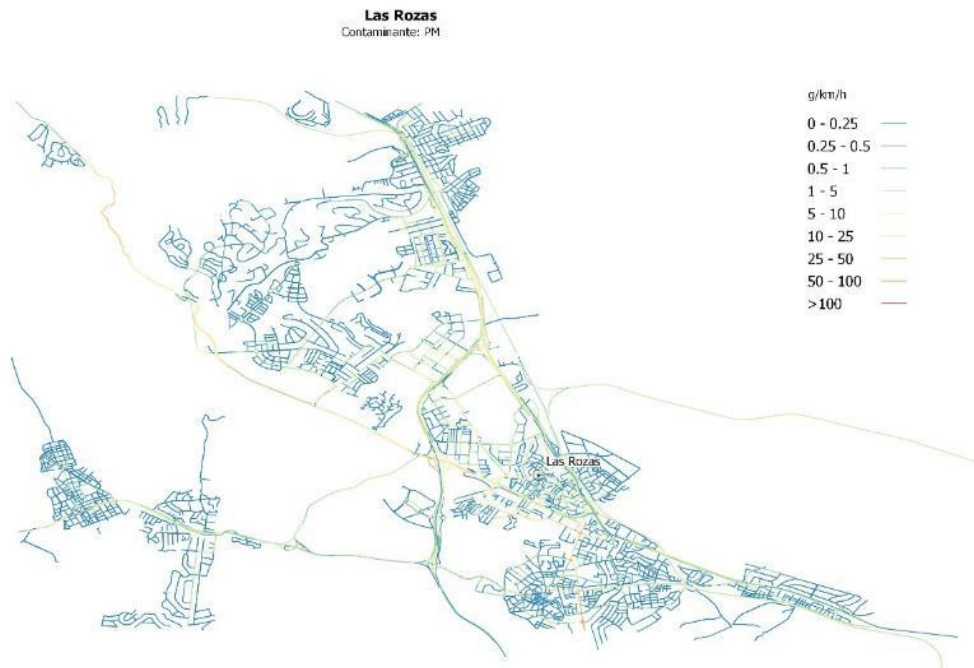 Las Rozas
Contaminante: PM
g/km/h
0 - 0.25
0.25 - 0.5
0.5 - 1
1 - 5
5 - 10
10 - 25
25 - 50
50 - 100
>100
Las Rozas